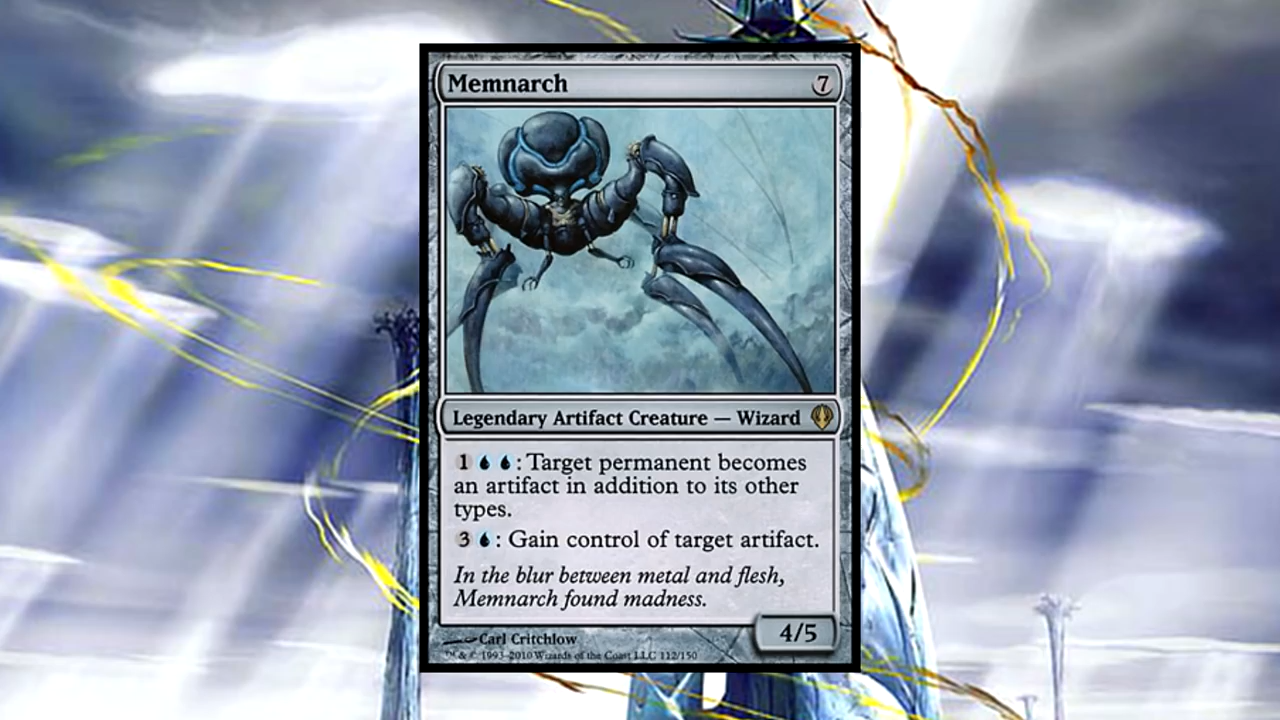 Memnarch 7
Legendary Artifact Creature — Wizard
1 : Target permanent becomes
an artifact in addition to its other
types.
3 : Gain control of target artifact.
In the blur between metal and flesh,
Memnarch found madness.
4/5
Carl Critchlow
™ & © 1993–2010 Wizards of the Coast LLC 112/150